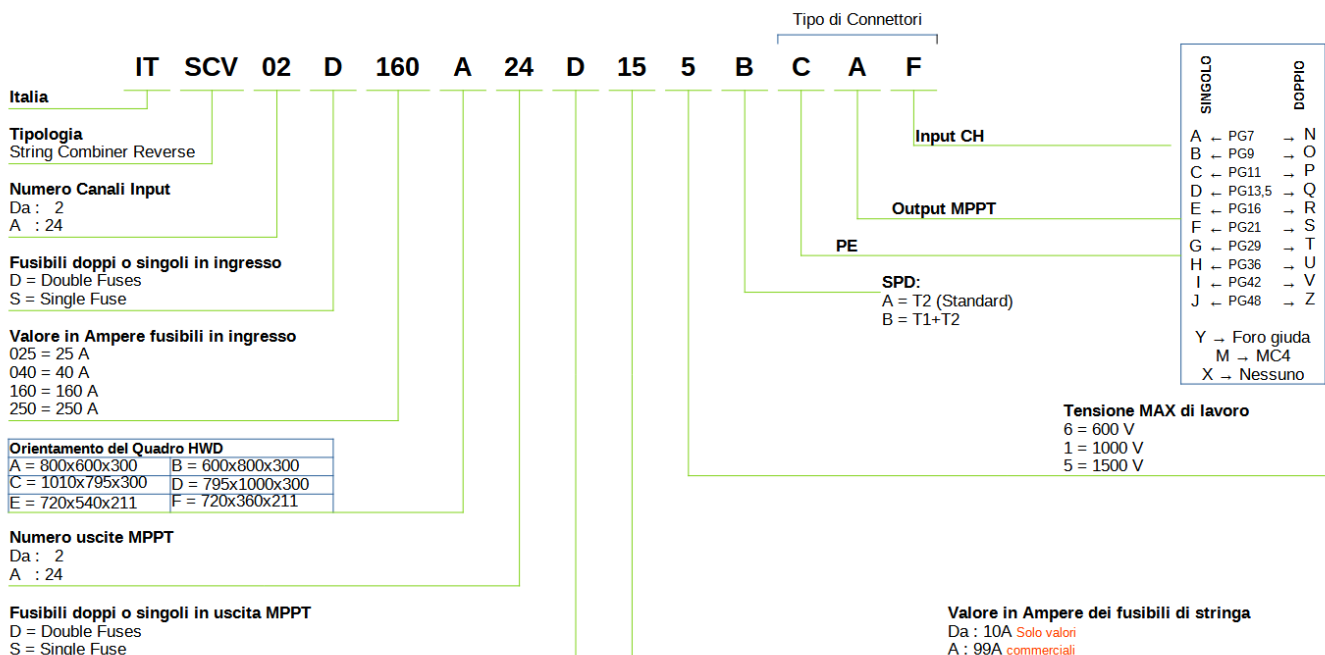 Tipo di Connettori
IT SCV 02 D 160 A 24 D 15 5 B C A F
Italia
Tipologia
String Combiner Reverse
Numero Canali Input
Da : 2
A : 24
Fusibili doppi o singoli in ingresso
D = Double Fuses
S = Single Fuse
Valore in Ampere fusibili in ingresso
025 = 25 A
040 = 40 A
160 = 160 A
250 = 250 A
Orientamento del Quadro HWD
A = 800x600x300 B = 600x800x300
C = 1010x795x300 D = 795x1000x300
E = 720x540x211 F = 720x360x211
Numero uscite MPPT
Da : 2
A : 24
Fusibili doppi o singoli in uscita MPPT
D = Double Fuses
S = Single Fuse
Input CH
Output MPPT
PE
SPD:
A = T2 (Standard)
B = T1+T2
SINGOLO DOPPIO
A ← PG7 → N
B ← PG9 → O
C ← PG11 → P
D ← PG13,5 → Q
E ← PG16 → R
F ← PG21 → S
G ← PG29 → T
H ← PG36 → U
I ← PG42 → V
J ← PG48 → Z
Y → Foro giuda
M → MC4
X → Nessuno
Tensione MAX di lavoro
6 = 600 V
1 = 1000 V
5 = 1500 V
Valore in Ampere dei fusibili di stringa
Da : 10A Solo valori
A : 99A commerciali